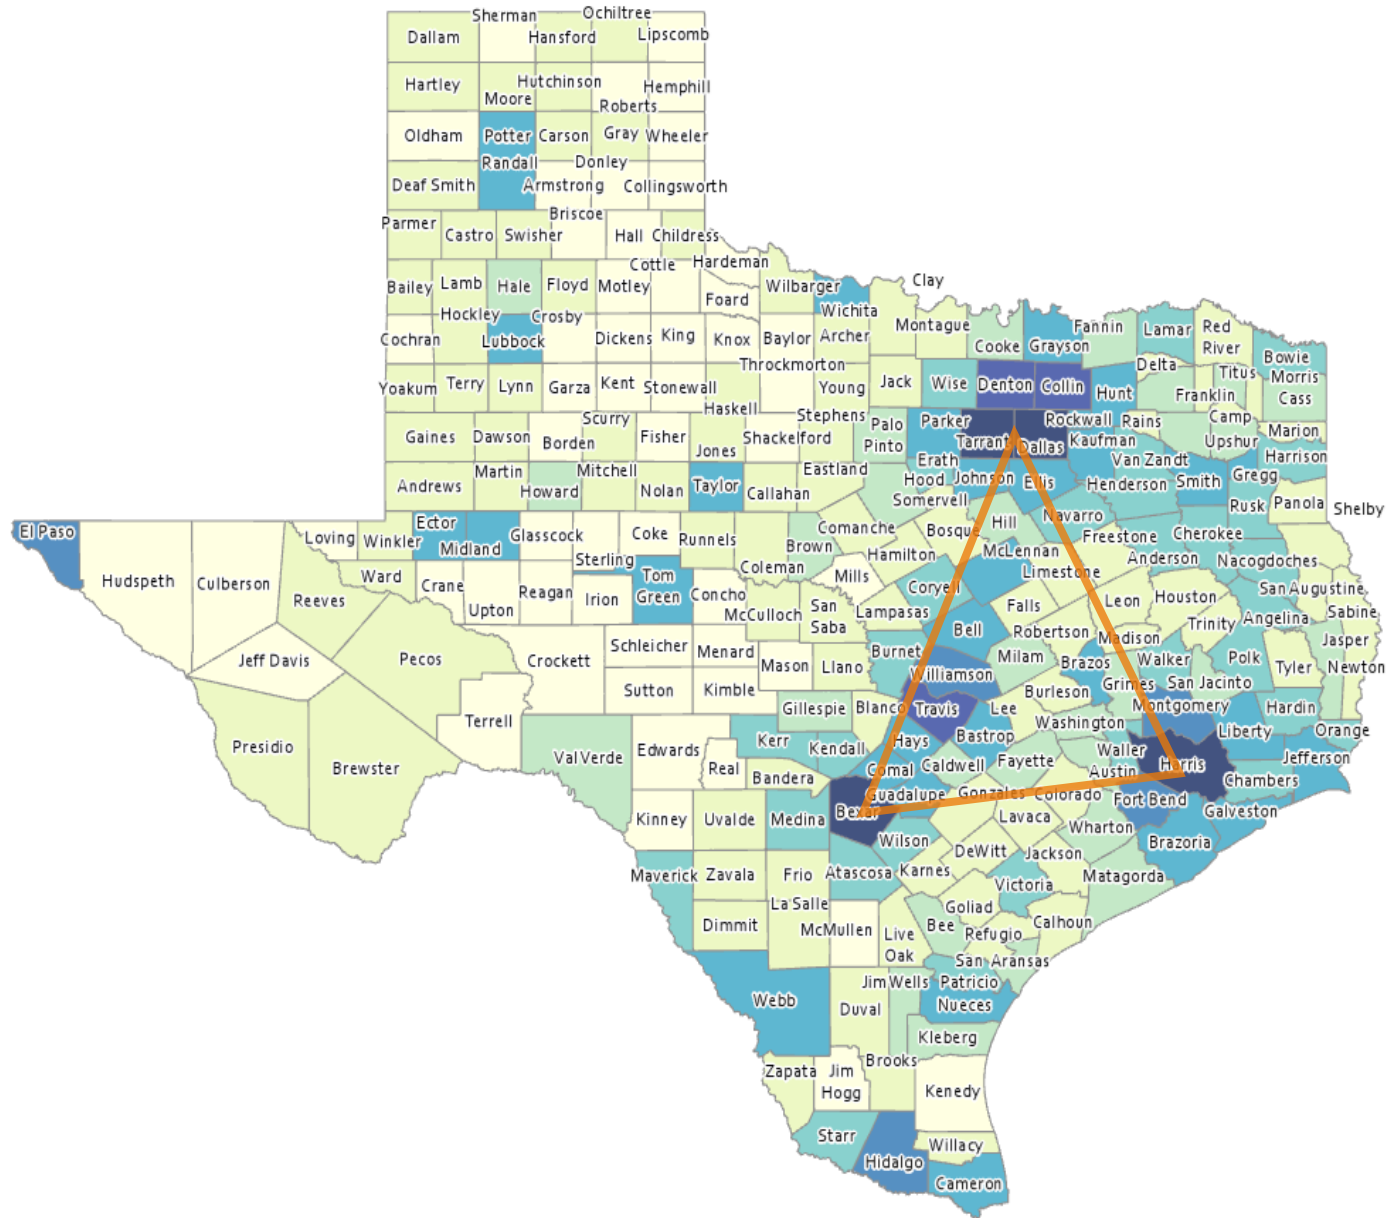 Sherman
Ochiltree
Dallam
Hansford
Lipscomb
Hartley
Moore
Hutchinson
Roberts
Hemphill
Oldham
Potter
Carson
Gray
Wheeler
Deaf Smith
Randall
Armstrong
Donley
Collingsworth
Parmer
Castro
Swisher
Briscoe
Hall
Childress
Bailey
Lamb
Hale
Floyd
Motley
Cottle
Hardeman
Foard
Wilbarger
Wichita
Clay
Cochran
Hockley
Lubbock
Crosby
Dickens
King
Knox
Baylor
Archer
Montague
Cooke
Grayson
Fannin
Lamar
Red
River
Bowie
Yoakum
Terry
Lynn
Garza
Kent
Stonewall
Haskell
Throckmorton
Young
Jack
Wise
Denton
Collin
Hunt
Delta
Franklin
Titus
Morris
Cass
Gaines
Dawson
Borden
Scurry
Fisher
Jones
Shackelford
Stephens
Palo
Pinto
Parker
Tarrant
Dallas
Rockwall
Kaufman
Rains
Camp
Upshur
Marion
Andrews
Martin
Howard
Mitchell
Nolan
Taylor
Callahan
Eastland
Erath
Hood
Somervell
Johnson
Ellis
Van Zandt
Henderson
Smith
Gregg
Harrison
Rusk
Panola
Shelby
El Paso
Hudspeth
Culberson
Loving
Winkler
Ector
Midland
Glasscock
Sterling
Coke
Runnels
Coleman
Brown
Comanche
Hamilton
Bosque
Hill
Navarro
Freestone
Anderson
Cherokee
Nacogdoches
Reeves
Ward
Crane
Upton
Reagan
Irion
Tom
Green
Concho
McCulloch
San
Saba
Mills
Lampasas
Coryell
McLennan
Limestone
Falls
Leon
Houston
Trinity
Angelina
San Augustine
Sabine
Jeff Davis
Pecos
Crockett
Schleicher
Menard
Mason
Llano
Burnet
Bell
Williamson
Milam
Robertson
Brazos
Madison
Grimes
Walker
San Jacinto
Polk
Tyler
Jasper
Newton
Presidio
Brewster
Terrell
Sutton
Kimble
Gillespie
Blanco
Travis
Lee
Burleson
Washington
Montgomery
Liberty
Hardin
Orange
Val Verde
Edwards
Real
Kerr
Kendall
Bandera
Hays
Comal
Bastrop
Caldwell
Fayette
Austin
Waller
Harris
Chambers
Jefferson
Kinney
Uvalde
Medina
Bexar
Guadalupe
Gonzales
Colorado
Fort Bend
Galveston
Brazoria
Wharton
Lavaca
Wilson
DeWitt
Jackson
Matagorda
Maverick
Zavala
Frio
Atascosa
Karnes
Victoria
Goliad
Calhoun
Dimmit
La Salle
McMullen
Live
Oak
Bee
Refugio
San
Patricio
Aransas
Nueces
Webb
Duval
Jim Wells
Kleberg
Zapata
Jim
Hogg
Brooks
Kenedy
Starr
Hidalgo
Willacy
Cameron